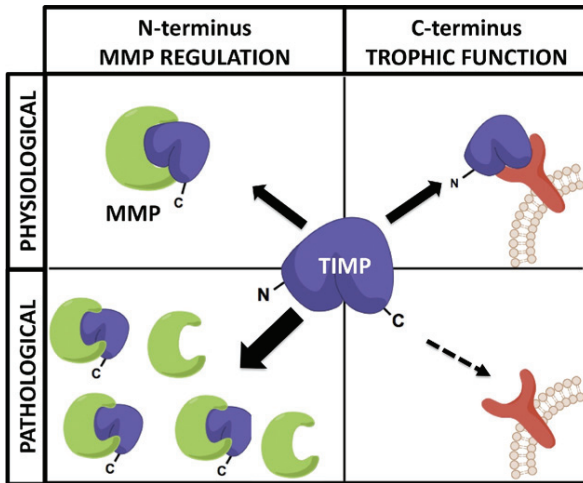 N-terminus
MMP REGULATION
C-terminus
TROPHIC FUNCTION
PHYSIOLOGICAL
MMP
C
N
TIMP
N
C
PATHOLOGICAL
C
C
C